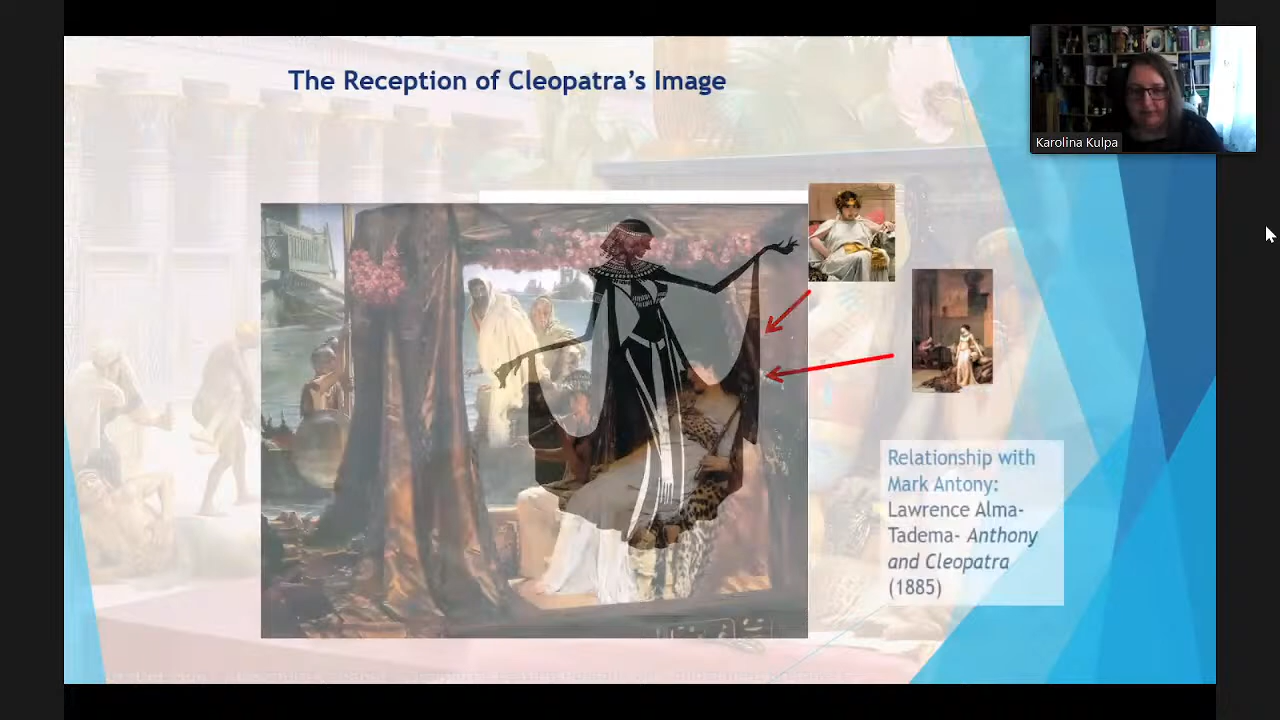 The Reception of Cleopatra's Image
Karolina Kulpa
Relationship with
Mark Antony:
Lawrence Alma-
Tadema- Anthony
and Cleopatra
(1885)